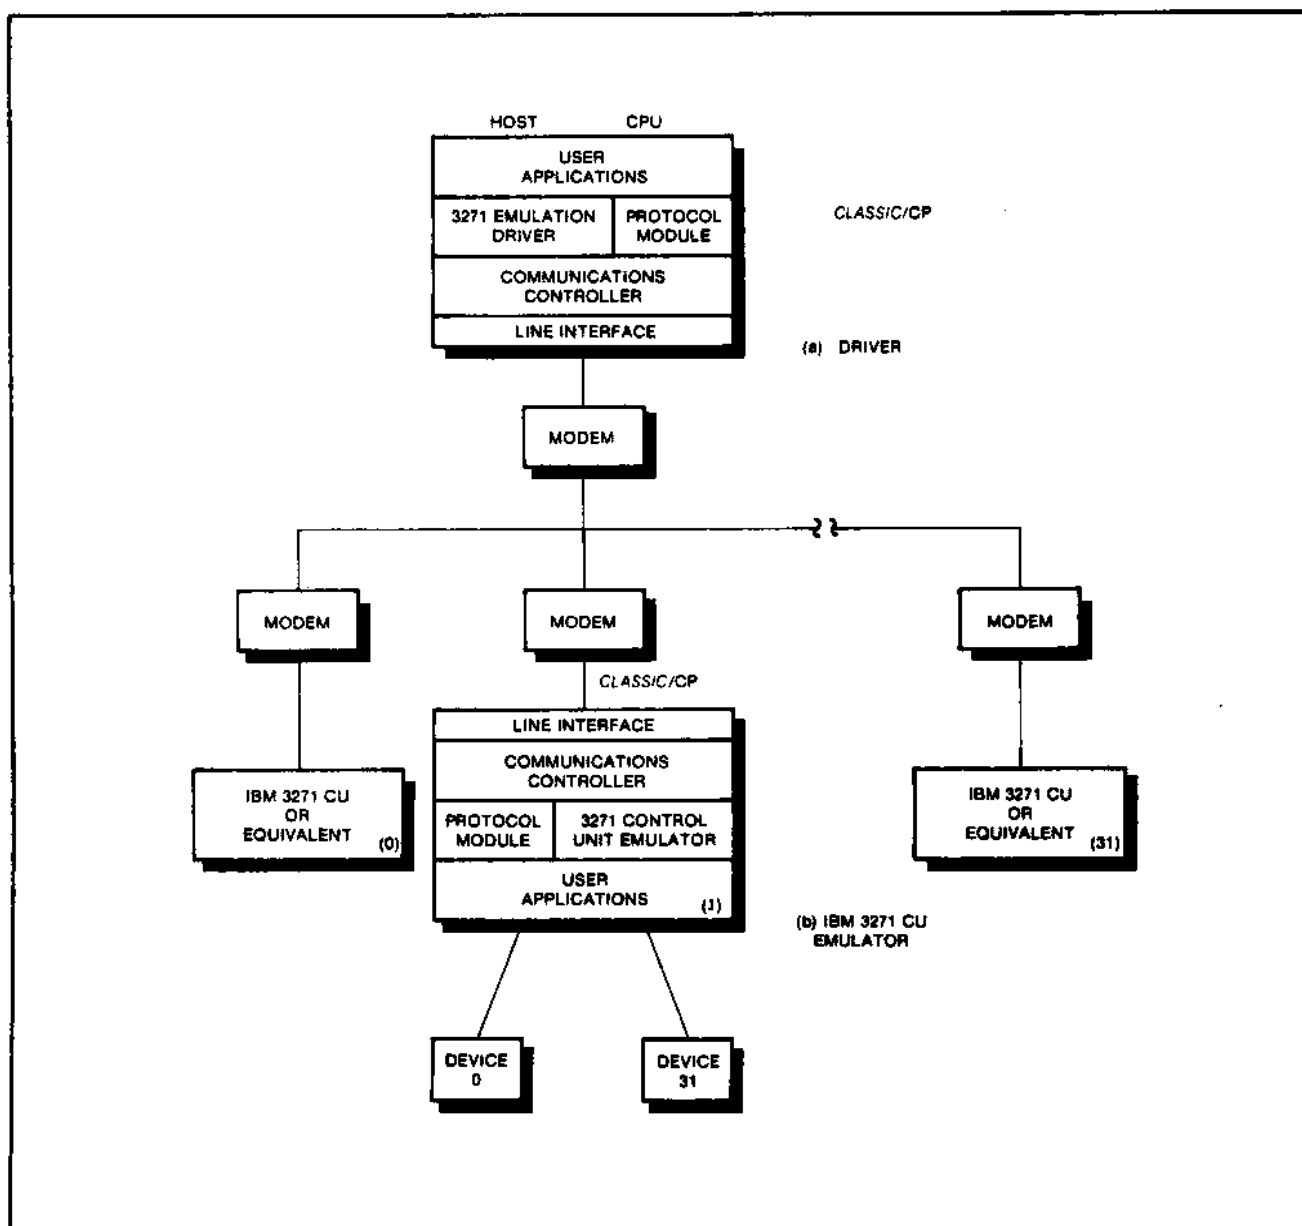 HOST CPU
USER
APPLICATIONS
3271 EMULATION
DRIVER
PROTOCOL
MODULE
CLASSIC/CP
COMMUNICATIONS
CONTROLLER
LINE INTERFACE
(a) DRIVER
MODEM
MODEM
MODEM
MODEM
CLASSIC/CP
LINE INTERFACE
COMMUNICATIONS
CONTROLLER
PROTOCOL
MODULE
3271 CONTROL
UNIT EMULATOR
USER
APPLICATIONS
(1)
IBM 3271 CU
OR
EQUIVALENT
(0)
IBM 3271 CU
OR
EQUIVALENT
(31)
(b) IBM 3271 CU
EMULATOR
DEVICE
0
DEVICE
31